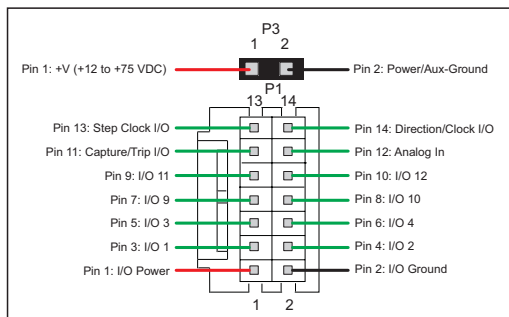 P3
1 2
Pin 1: +V (+12 to +75 VDC)
Pin 2: Power/Aux-Ground
P1
13 14
Pin 13: Step Clock I/O
Pin 14: Direction/Clock I/O
Pin 11: Capture/Trip I/O
Pin 12: Analog In
Pin 9: I/O 11
Pin 10: I/O 12
Pin 7: I/O 9
Pin 8: I/O 10
Pin 5: I/O 3
Pin 6: I/O 4
Pin 3: I/O 1
Pin 4: I/O 2
Pin 1: I/O Power
Pin 2: I/O Ground
1 2